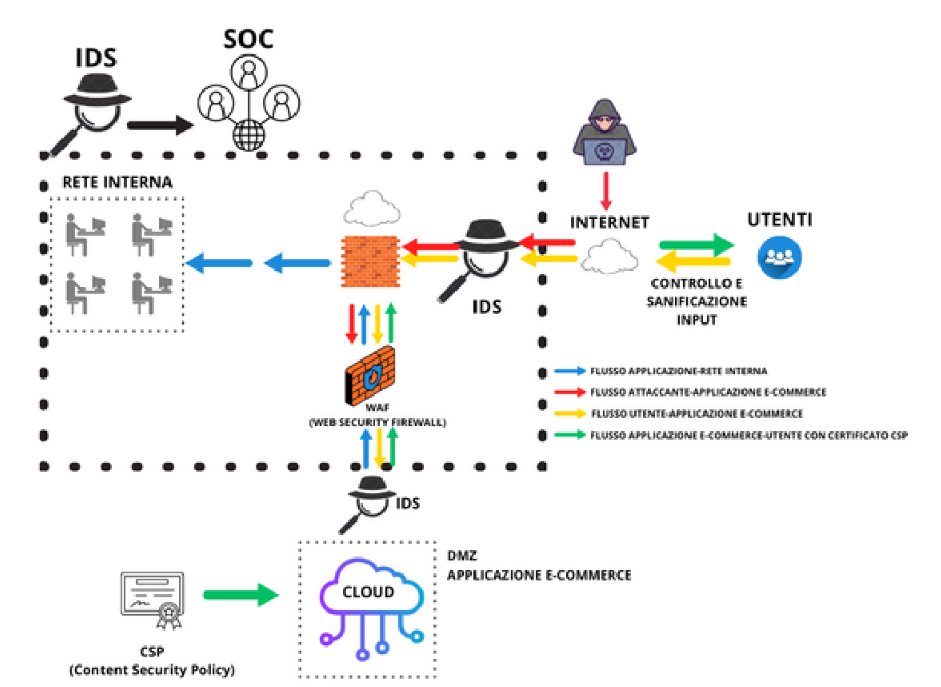 SOC
IDS
RETE INTERNA
INTERNET
UTENTI
CONTROLLO E
SANIFICAZIONE
INPUT
IDS
FLUSSO APPLICAZIONE-RETE INTERNA
FLUSSO ATTACCANTE-APPLICAZIONE E-COMMERCE
FLUSSO UTENTE-APPLICAZIONE E-COMMERCE
FLUSSO APPLICAZIONE E-COMMERCE-UTENTE CON CERTIFICATO CSP
WAF
(WEB SECURITY FIREWALL)
IDS
DMZ
APPLICAZIONE E-COMMERCE
CLOUD
CSP
(Content Security Policy)